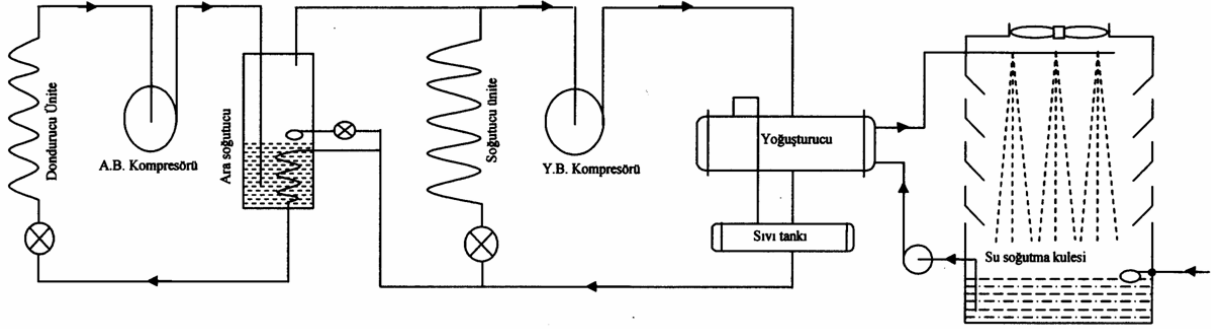 Dondurucu Ünite
A.B. Kompresörü
Ara soğutucu
Soğutucu ünite
Y.B. Kompresörü
Yoğuşturucu
Sıvı tankı
Su soğutma kulesi